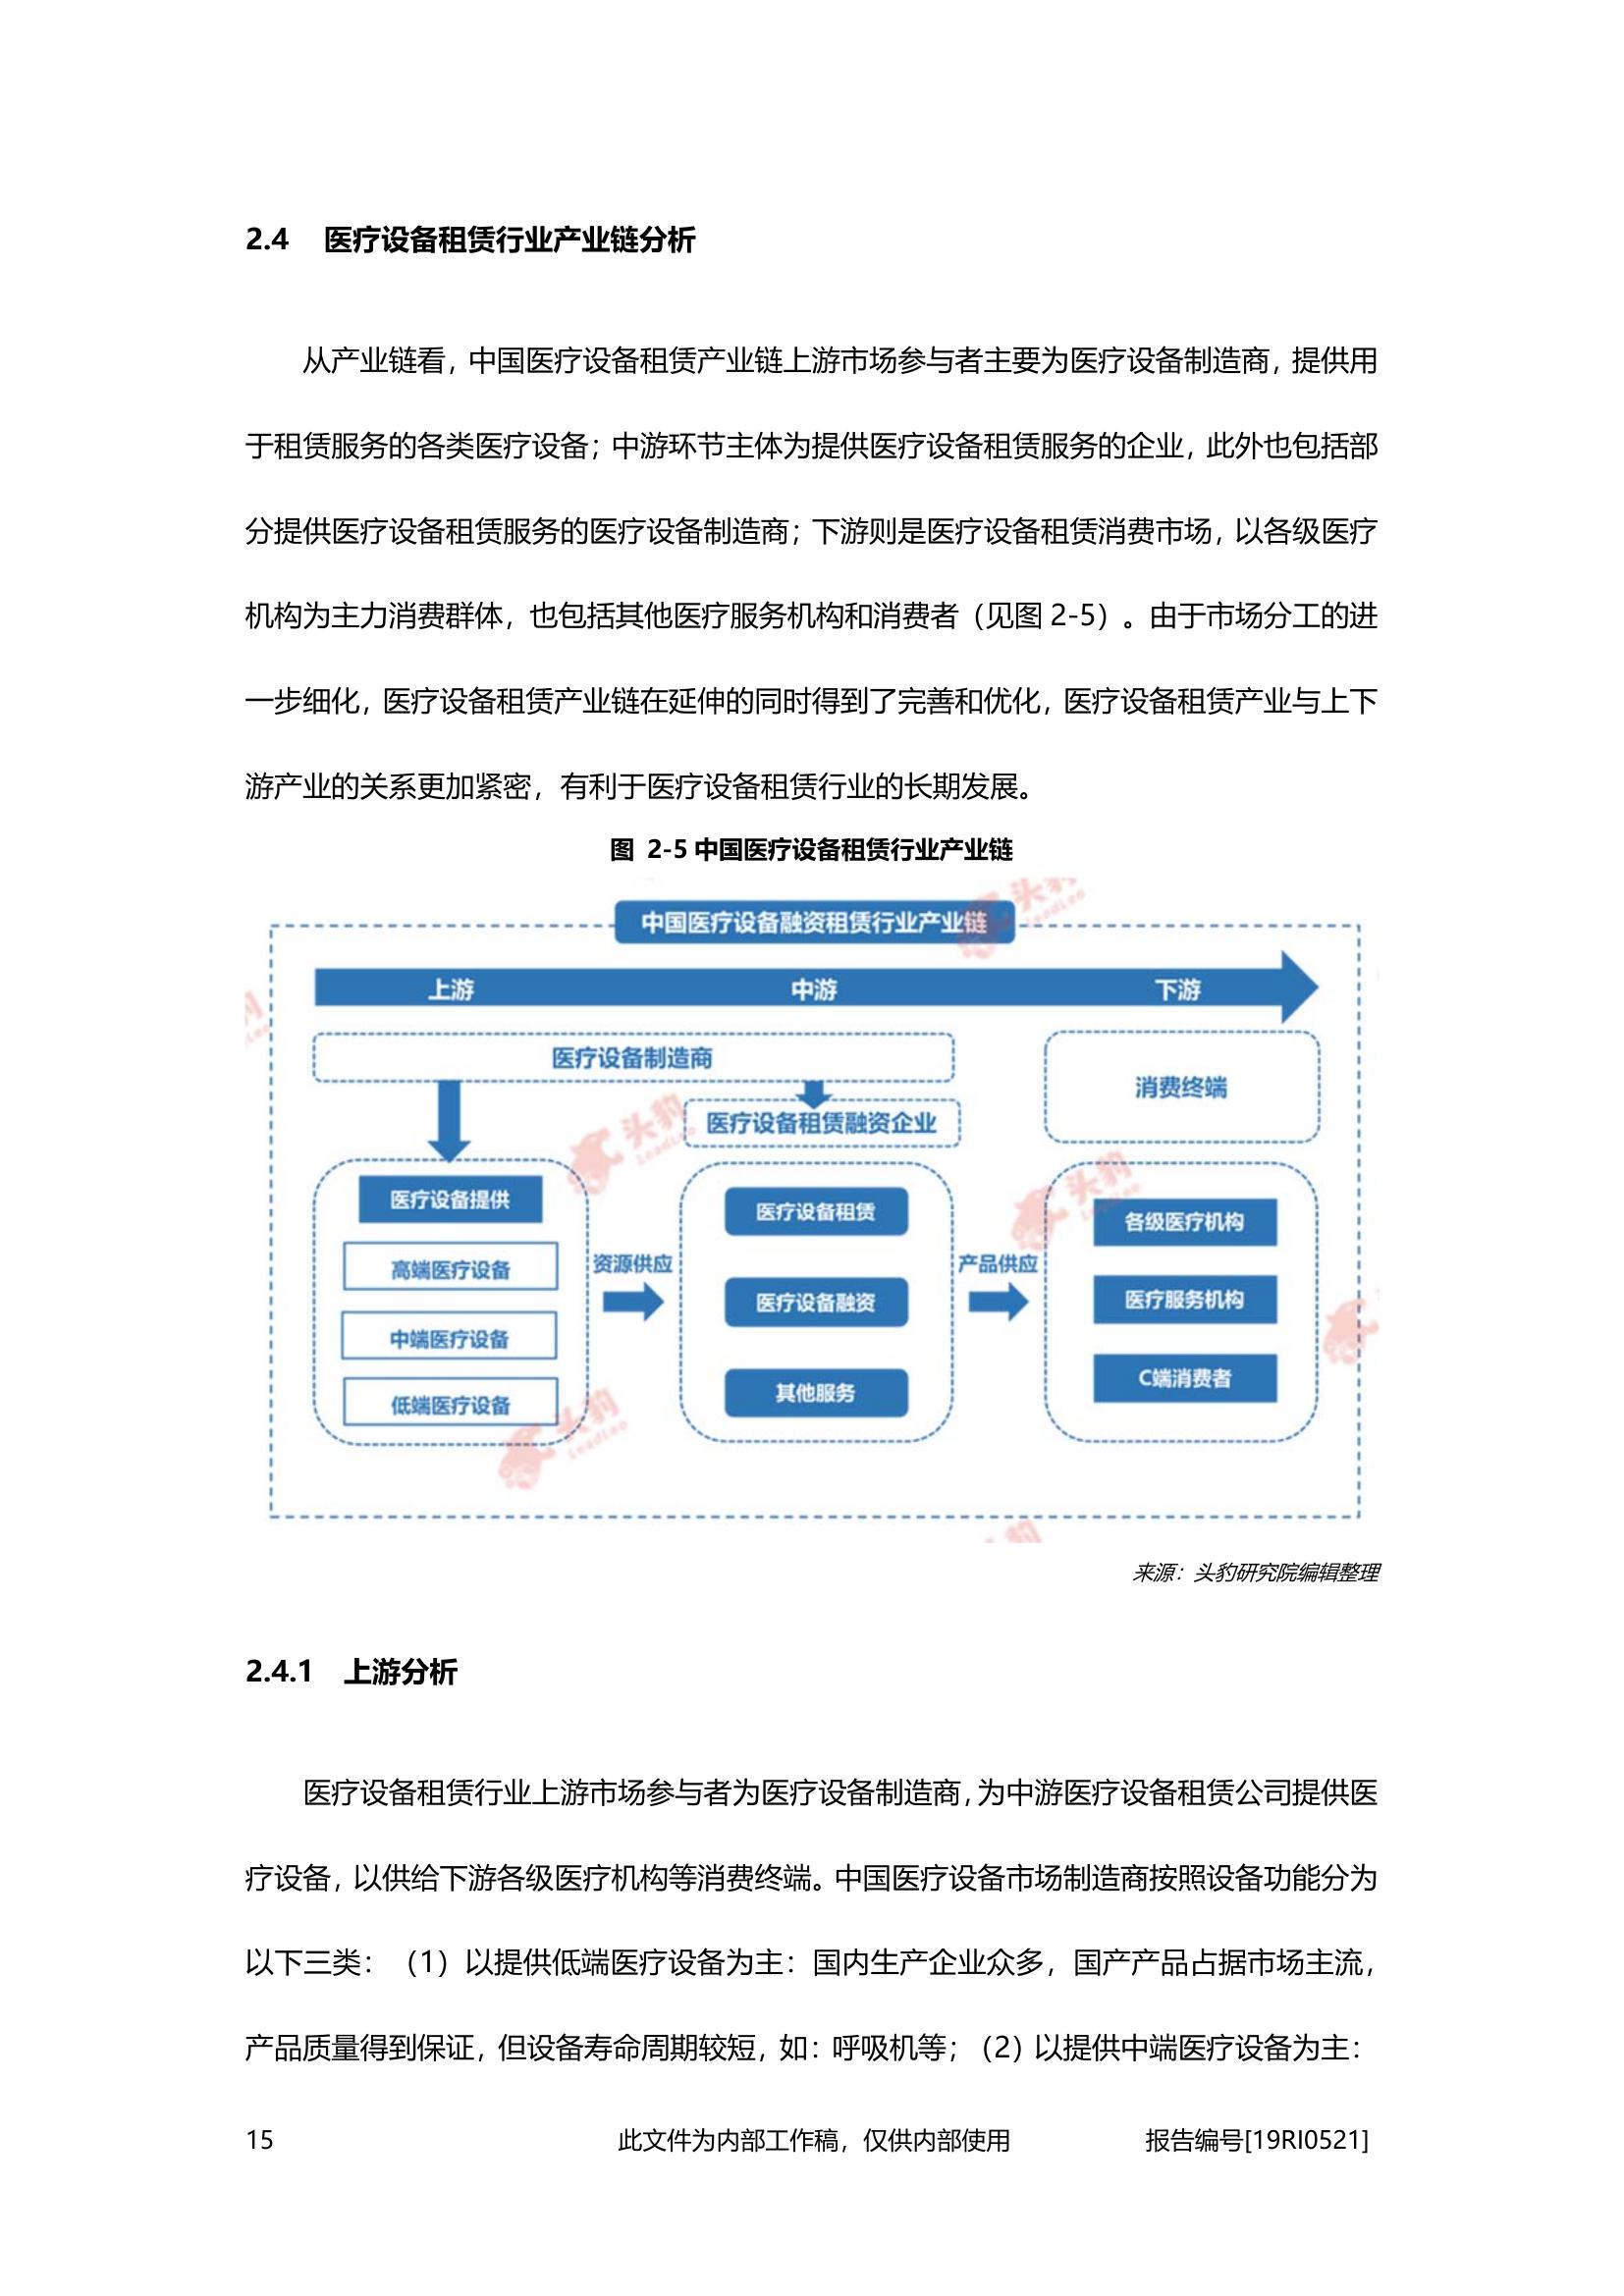 2.4 医疗设备租赁行业产业链分析
从产业链看，中国医疗设备租赁产业链上游市场参与者主要为医疗设备制造商，提供用
于租赁服务的各类医疗设备；中游环节主体为提供医疗设备租赁服务的企业，此外也包括部
分提供医疗设备租赁服务的医疗设备制造商；下游则是医疗设备租赁消费市场，以各级医疗
机构为主力消费群体，也包括其他医疗服务机构和消费者（见图 2-5）。由于市场分工的进
一步细化，医疗设备租赁产业链在延伸的同时得到了完善和优化，医疗设备租赁产业与上下
游产业的关系更加紧密，有利于医疗设备租赁行业的长期发展。
图 2-5 中国医疗设备租赁行业产业链
中国医疗设备融资租赁行业产业链
上游
中游
下游
医疗设备制造商
医疗设备租赁融资企业
消费终端
医疗设备提供
高端医疗设备
中端医疗设备
低端医疗设备
资源供应
医疗设备租赁
医疗设备融资
其他服务
产品供应
各级医疗机构
医疗服务机构
C端消费者
头豹
LeadLeo
头豹
LeadLeo
头豹
LeadLeo
头豹
LeadLeo
来源：头豹研究院编辑整理
2.4.1 上游分析
医疗设备租赁行业上游市场参与者为医疗设备制造商，为中游医疗设备租赁公司提供医
疗设备，以供给下游各级医疗机构等消费终端。中国医疗设备市场制造商按照设备功能分为
以下三类：（1）以提供低端医疗设备为主：国内生产企业众多，国产产品占据市场主流，
产品质量得到保证，但设备寿命周期较短，如：呼吸机等；（2）以提供中端医疗设备为主：
15 此文件为内部工作稿，仅供内部使用 报告编号[19RI0521]